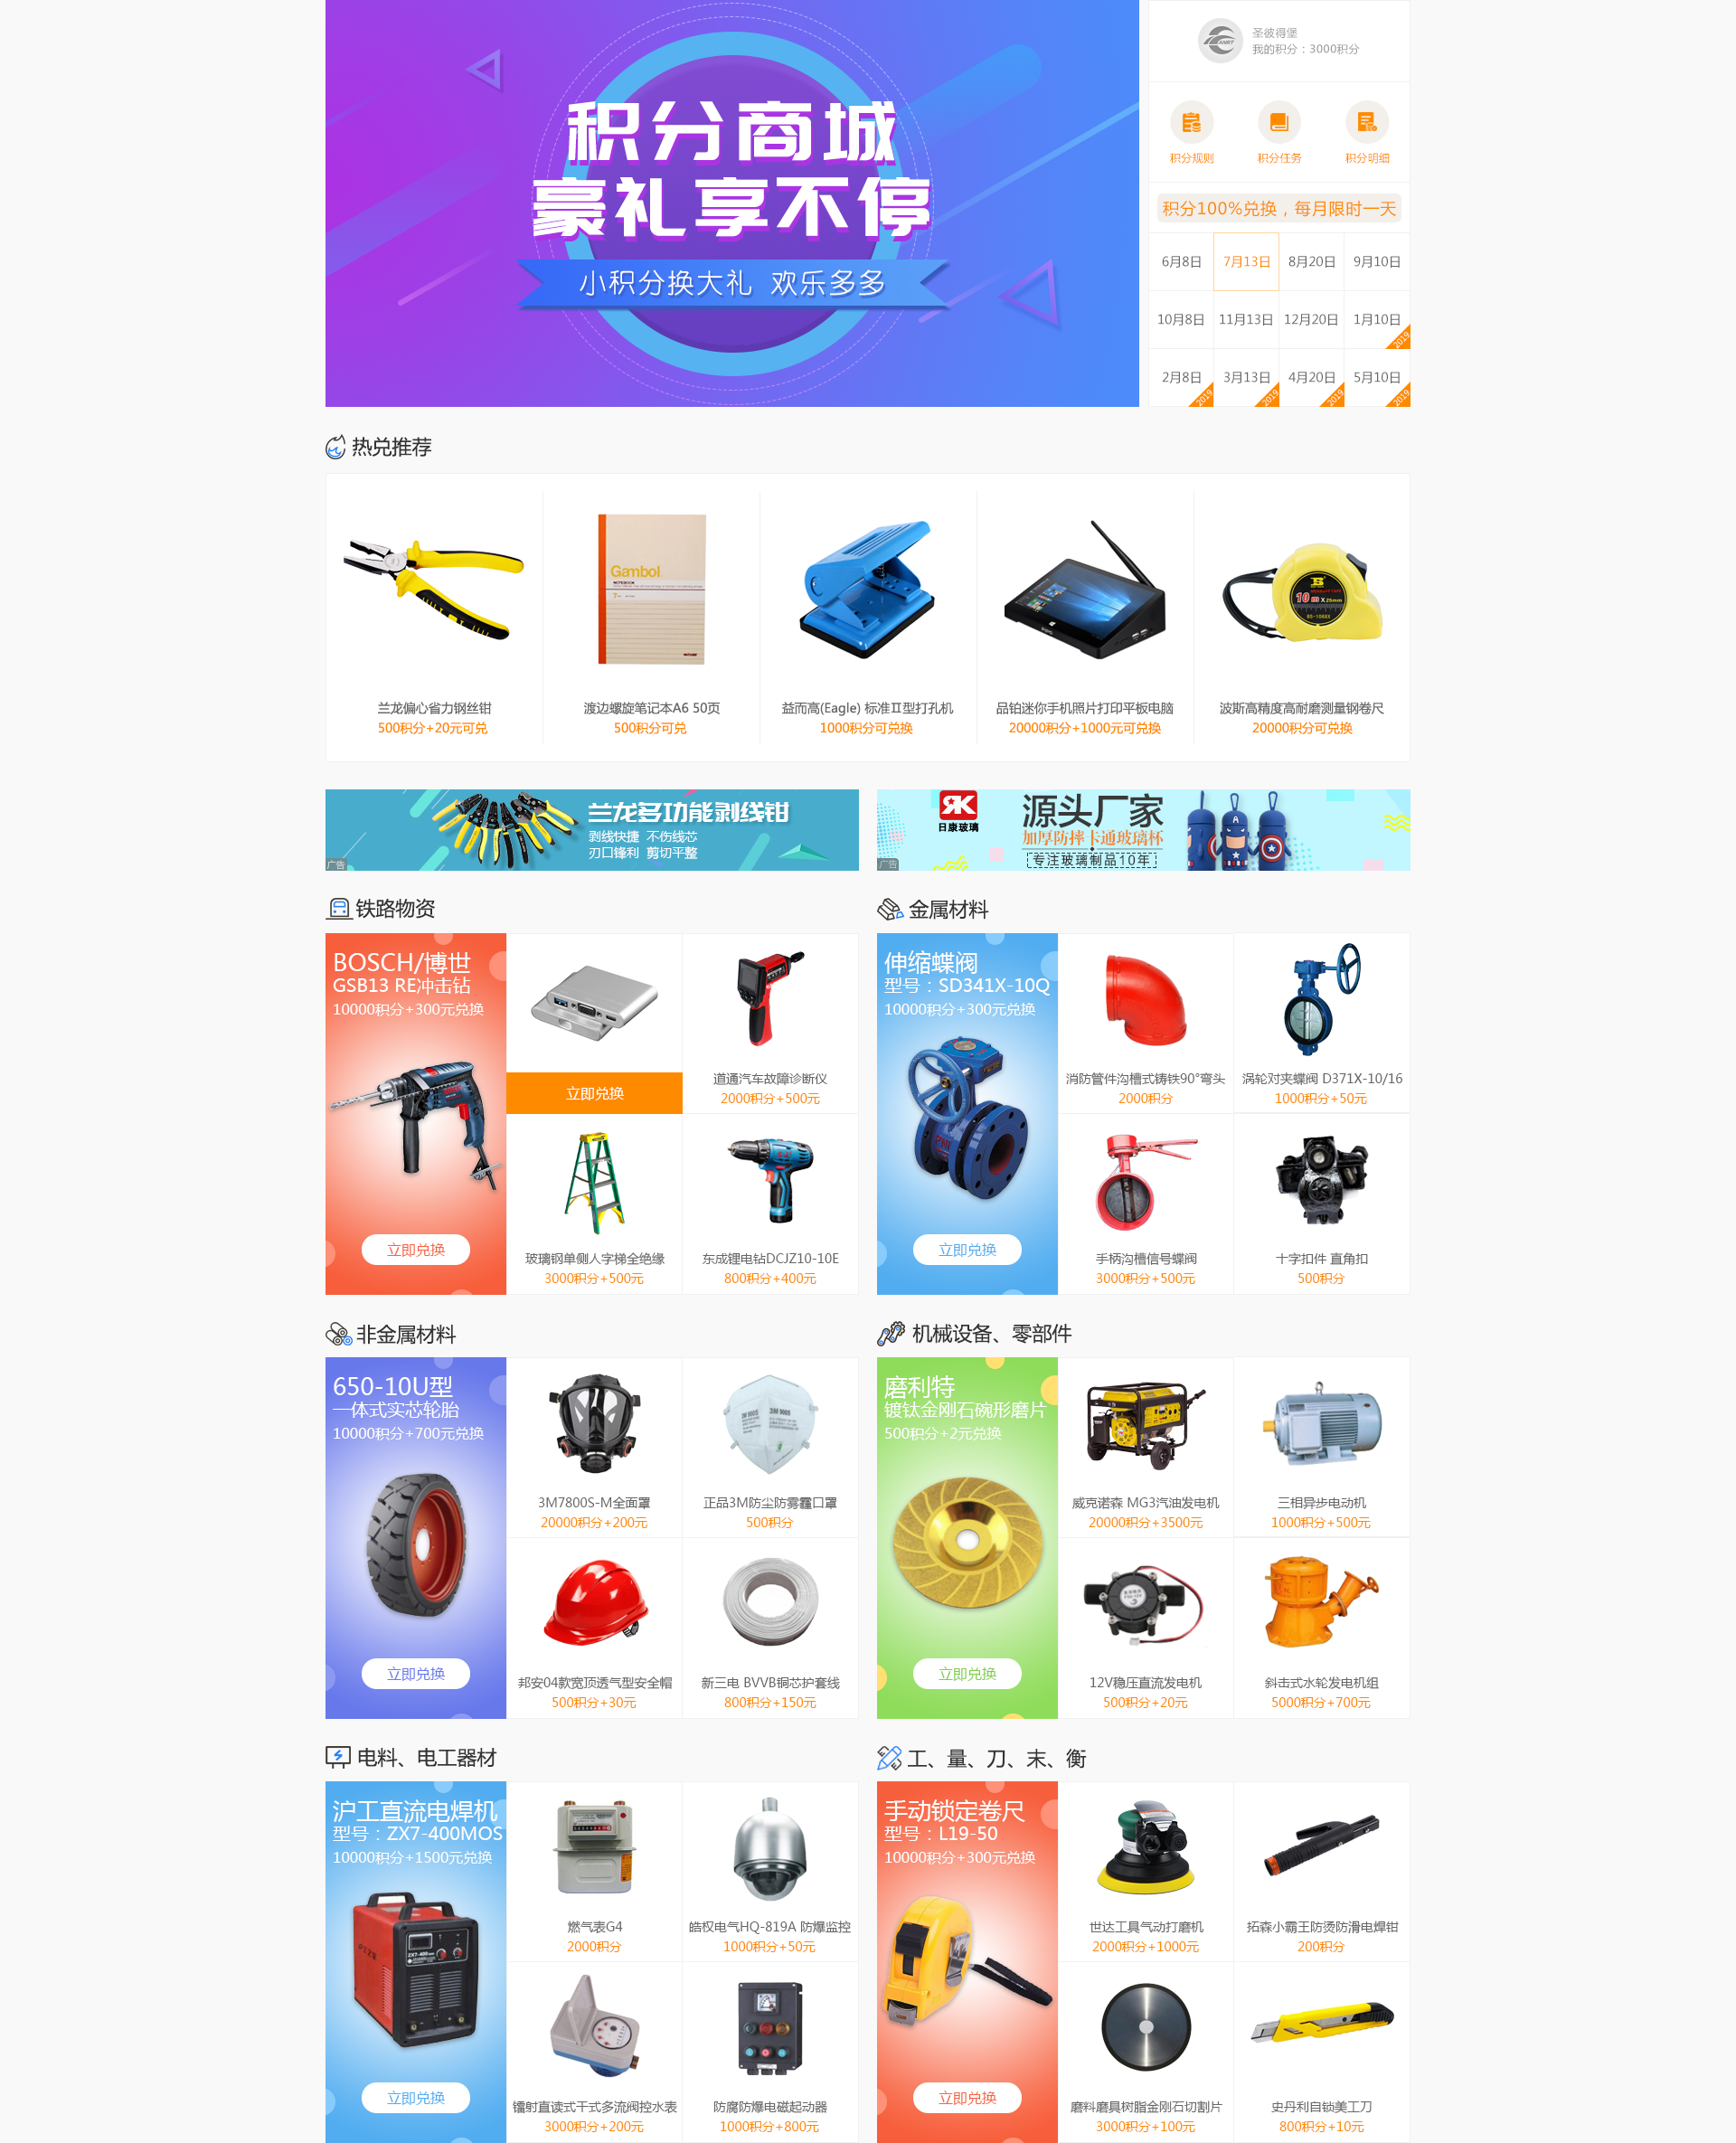 积分商城
豪礼享不停
小积分换大礼 欢乐多多
圣彼得堡
我的积分：3000积分
积分规则 积分任务 积分明细
积分100%兑换，每月限时一天
6月8日 7月13日 8月20日 9月10日
10月8日 11月13日 12月20日 1月10日
2019
2月8日 3月13日 4月20日 5月10日
2019 2019 2019 2019
热兑推荐
Gambol
NOTEBOOK
10m X 25mm
兰龙偏心省力钢丝钳
500积分+20元可兑
渡边螺旋笔记本A6 50页
500积分可兑
益而高(Eagle) 标准Ⅱ型打孔机
1000积分可兑换
品铂迷你手机照片打印平板电脑
20000积分+1000元可兑换
波斯高精度高耐磨测量钢卷尺
20000积分可兑换
兰龙多功能剥线钳
剥线快捷 不伤线芯
刃口锋利 剪切平整
广告
RK
日康玻璃
源头厂家
加厚防摔卡通玻璃杯
专注玻璃制品10年
广告
铁路物资
BOSCH/博世
GSB13 RE冲击钻
10000积分+300元兑换
立即兑换
立即兑换
道通汽车故障诊断仪
2000积分+500元
玻璃钢单侧人字梯全绝缘
3000积分+500元
东成锂电钻DCJZ10-10E
800积分+400元
金属材料
伸缩蝶阀
型号：SD341X-10Q
10000积分+300元兑换
立即兑换
消防管件沟槽式铸铁90°弯头
2000积分
涡轮对夹蝶阀 D371X-10/16
1000积分+50元
手柄沟槽信号蝶阀
3000积分+500元
十字扣件 直角扣
500积分
非金属材料
650-10U型
一体式实芯轮胎
10000积分+700元兑换
立即兑换
3M7800S-M全面罩
20000积分+200元
正品3M防尘防雾霾口罩
500积分
邦安04款宽顶透气型安全帽
500积分+30元
新三电 BVVB铜芯护套线
800积分+150元
机械设备、零部件
磨利特
镀钛金刚石碗形磨片
500积分+2元兑换
立即兑换
威克诺森 MG3汽油发电机
20000积分+3500元
三相异步电动机
1000积分+500元
12V稳压直流发电机
500积分+20元
斜击式水轮发电机组
5000积分+700元
电料、电工器材
沪工直流电焊机
型号：ZX7-400MOS
10000积分+1500元兑换
ZX7-400
立即兑换
燃气表G4
2000积分
皓权电气HQ-819A 防爆监控
1000积分+50元
镭射直读式干式多流阀控水表
3000积分+200元
防腐防爆电磁起动器
1000积分+800元
工、量、刀、末、衡
手动锁定卷尺
型号：L19-50
10000积分+300元兑换
立即兑换
世达工具气动打磨机
2000积分+1000元
拓森小霸王防烫防滑电焊钳
200积分
磨料磨具树脂金刚石切割片
3000积分+100元
史丹利自锁美工刀
800积分+10元